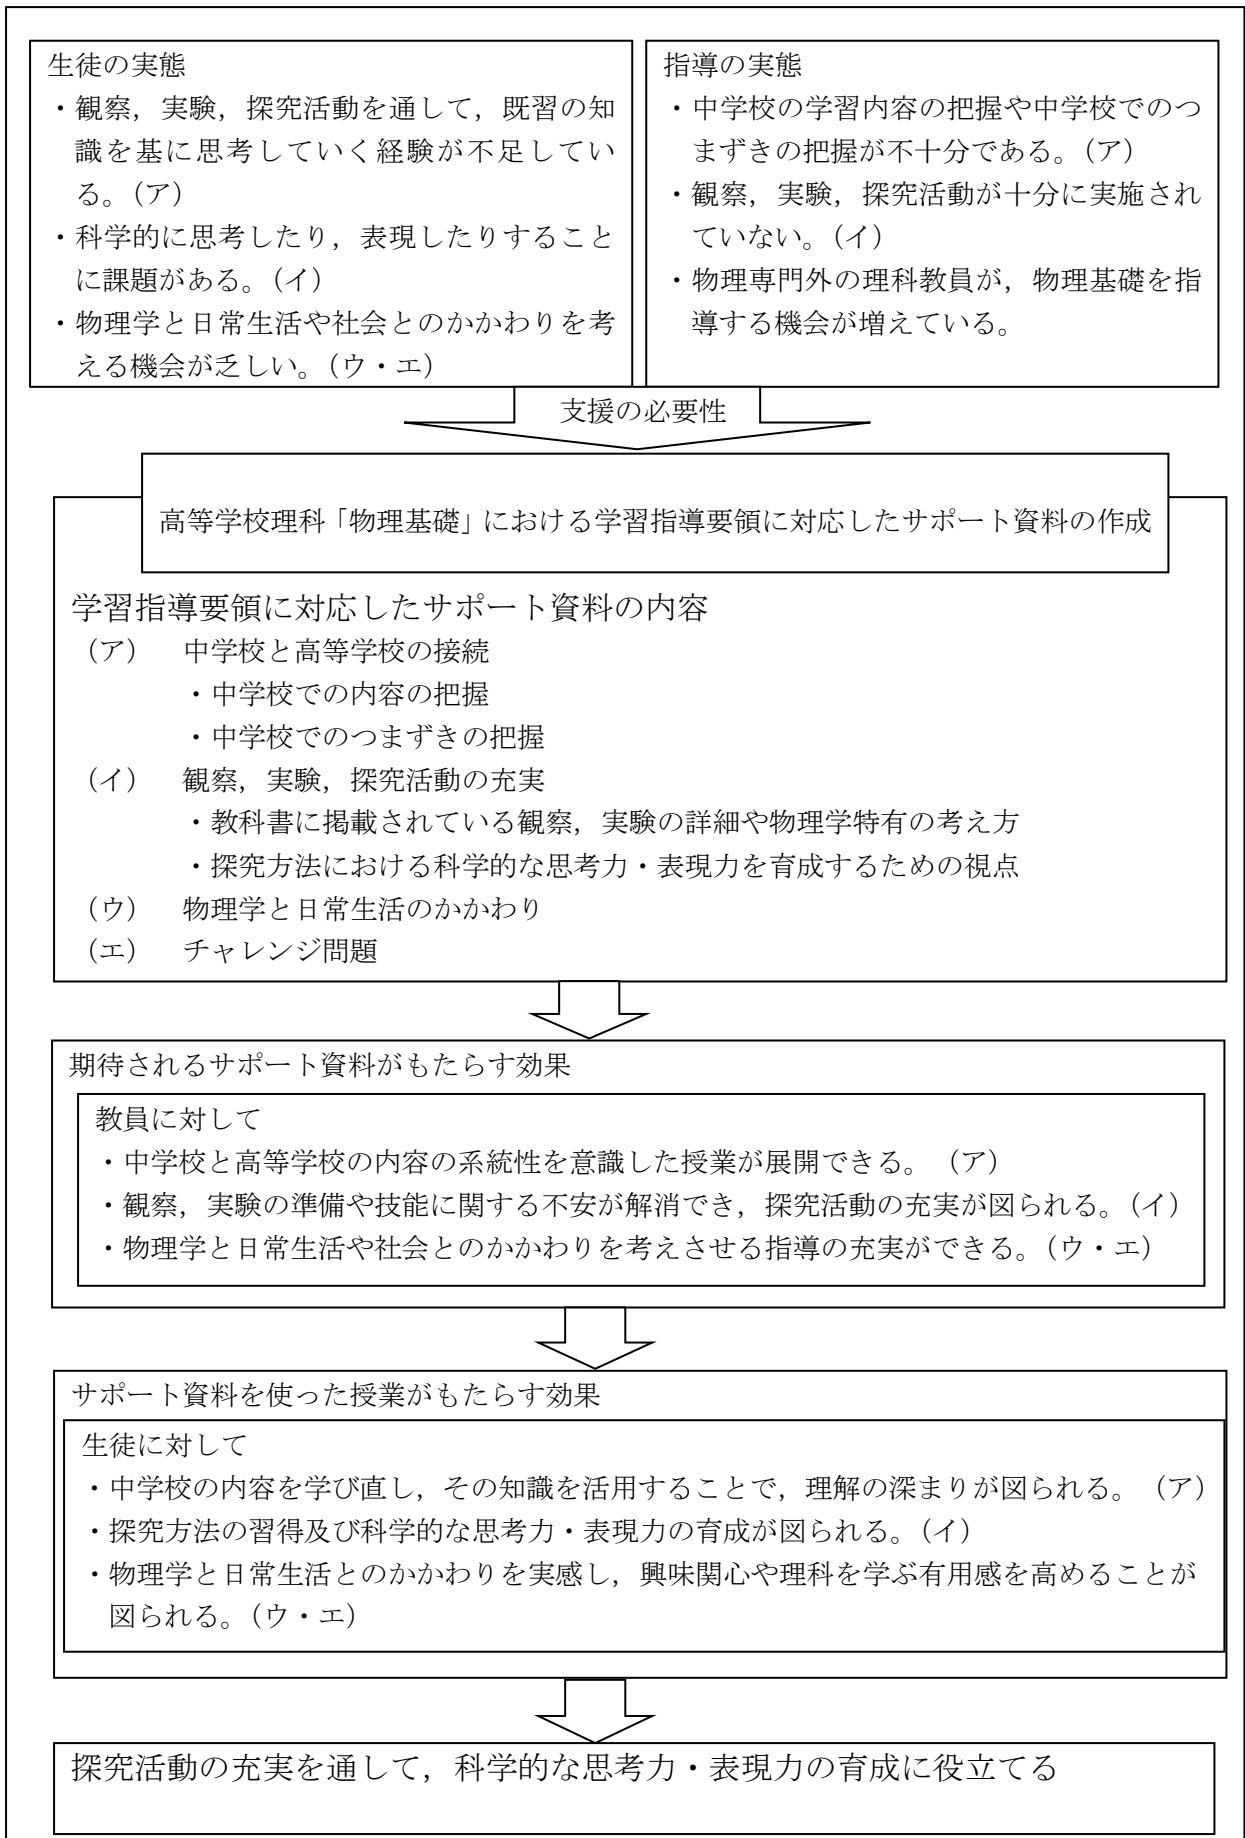 生徒の実態
・観察，実験，探究活動を通して，既習の知
識を基に思考していく経験が不足してい
る。（ア）
・科学的に思考したり，表現したりすること
に課題がある。（イ）
・物理学と日常生活や社会とのかかわりを考
える機会が乏しい。（ウ・エ）
指導の実態
・中学校の学習内容の把握や中学校でのつ
まずきの把握が不十分である。（ア）
・観察，実験，探究活動が十分に実施され
ていない。（イ）
・物理専門外の理科教員が，物理基礎を指
導する機会が増えている。
支援の必要性
高等学校理科「物理基礎」における学習指導要領に対応したサポート資料の作成
学習指導要領に対応したサポート資料の内容
（ア）　中学校と高等学校の接続
・中学校での内容の把握
・中学校でのつまずきの把握
（イ）　観察，実験，探究活動の充実
・教科書に掲載されている観察，実験の詳細や物理学特有の考え方
・探究方法における科学的な思考力・表現力を育成するための視点
（ウ）　物理学と日常生活のかかわり
（エ）　チャレンジ問題
期待されるサポート資料がもたらす効果
教員に対して
・中学校と高等学校の内容の系統性を意識した授業が展開できる。（ア）
・観察，実験の準備や技能に関する不安が解消でき，探究活動の充実が図られる。（イ）
・物理学と日常生活や社会とのかかわりを考えさせる指導の充実ができる。（ウ・エ）
サポート資料を使った授業がもたらす効果
生徒に対して
・中学校の内容を学び直し，その知識を活用することで，理解の深まりが図られる。（ア）
・探究方法の習得及び科学的な思考力・表現力の育成が図られる。（イ）
・物理学と日常生活とのかかわりを実感し，興味関心や理科を学ぶ有用感を高めることが
図られる。（ウ・エ）
探究活動の充実を通して，科学的な思考力・表現力の育成に役立てる